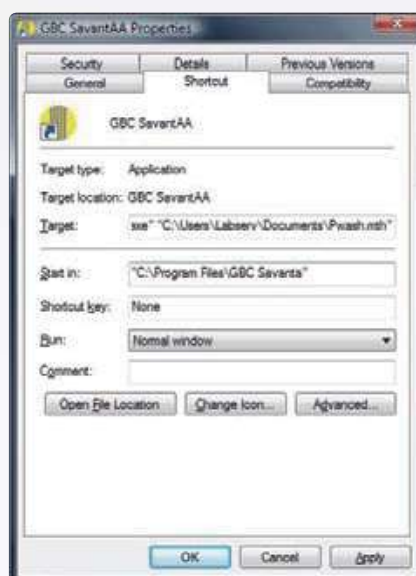 GBC SavantAA Properties
Security Details Previous Versions
General Shortcut Compatibility
GBC SavantAA
Target type: Application
Target location: GBC SavantAA
Target: sxe" "C:\Users\Labserv\Documents\Pwash.mth"
Start in: "C:\Program Files\GBC Savanta"
Shortcut key: None
Run: Normal window
Comment:
Open File Location Change Icon... Advanced...
OK Cancel Apply